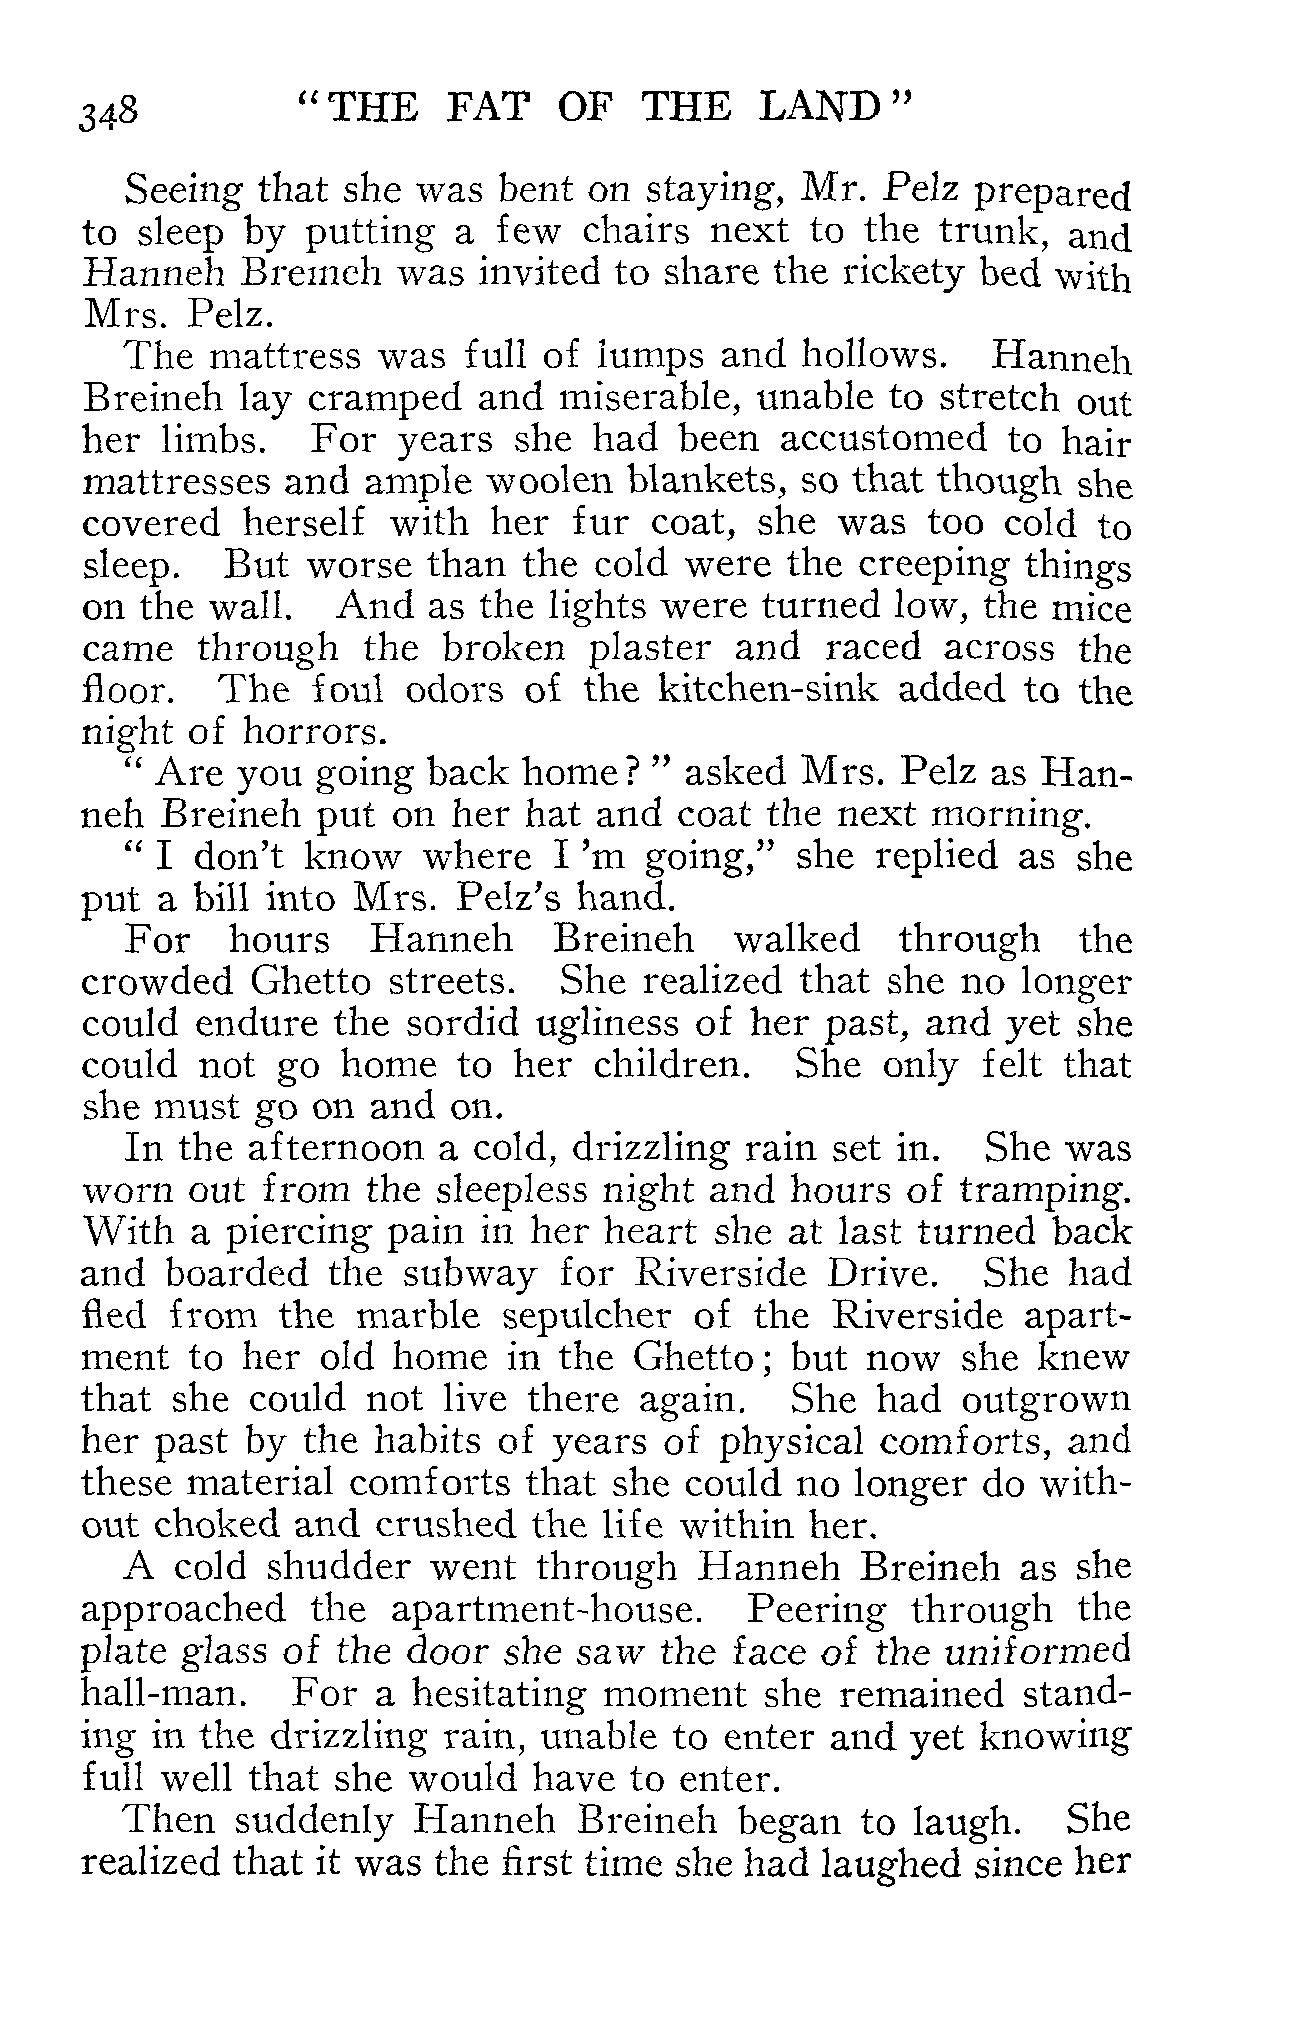 348 "THE FAT OF THE LAND"
Seeing that she was bent on staying, Mr. Pelz prepared
to sleep by putting a few chairs next to the trunk, and
Hanneh Bremeh was invited to share the rickety bed with
Mrs. Pelz.
The mattress was full of lumps and hollows. Hanneh
Breineh lay cramped and miserable, unable to stretch out
her limbs. For years she had been accustomed to hair
mattresses and ample woolen blankets, so that though she
covered herself with her fur coat, she was too cold to
sleep. But worse than the cold were the creeping things
on the wall. And as the lights were turned low, the mice
came through the broken plaster and raced across the
floor. The foul odors of the kitchen-sink added to the
night of horrors.
" Are you going back home? " asked Mrs. Pelz as Han-
neh Breineh put on her hat and coat the next morning.
" I don't know where I 'm going," she replied as she
put a bill into Mrs. Pelz's hand.
For hours Hanneh Breineh walked through the
crowded Ghetto streets. She realized that she no longer
could endure the sordid ugliness of her past, and yet she
could not go home to her children. She only felt that
she must go on and on.
In the afternoon a cold, drizzling rain set in. She was
worn out from the sleepless night and hours of tramping.
With a piercing pain in her heart she at last turned back
and boarded the subway for Riverside Drive. She had
fled from the marble sepulcher of the Riverside apart-
ment to her old home in the Ghetto; but now she knew
that she could not live there again. She had outgrown
her past by the habits of years of physical comforts, and
these material comforts that she could no longer do with-
out choked and crushed the life within her.
A cold shudder went through Hanneh Breineh as she
approached the apartment-house. Peering through the
plate glass of the door she saw the face of the uniformed
hall-man. For a hesitating moment she remained stand-
ing in the drizzling rain, unable to enter and yet knowing
full well that she would have to enter.
Then suddenly Hanneh Breineh began to laugh. She
realized that it was the first time she had laughed since her